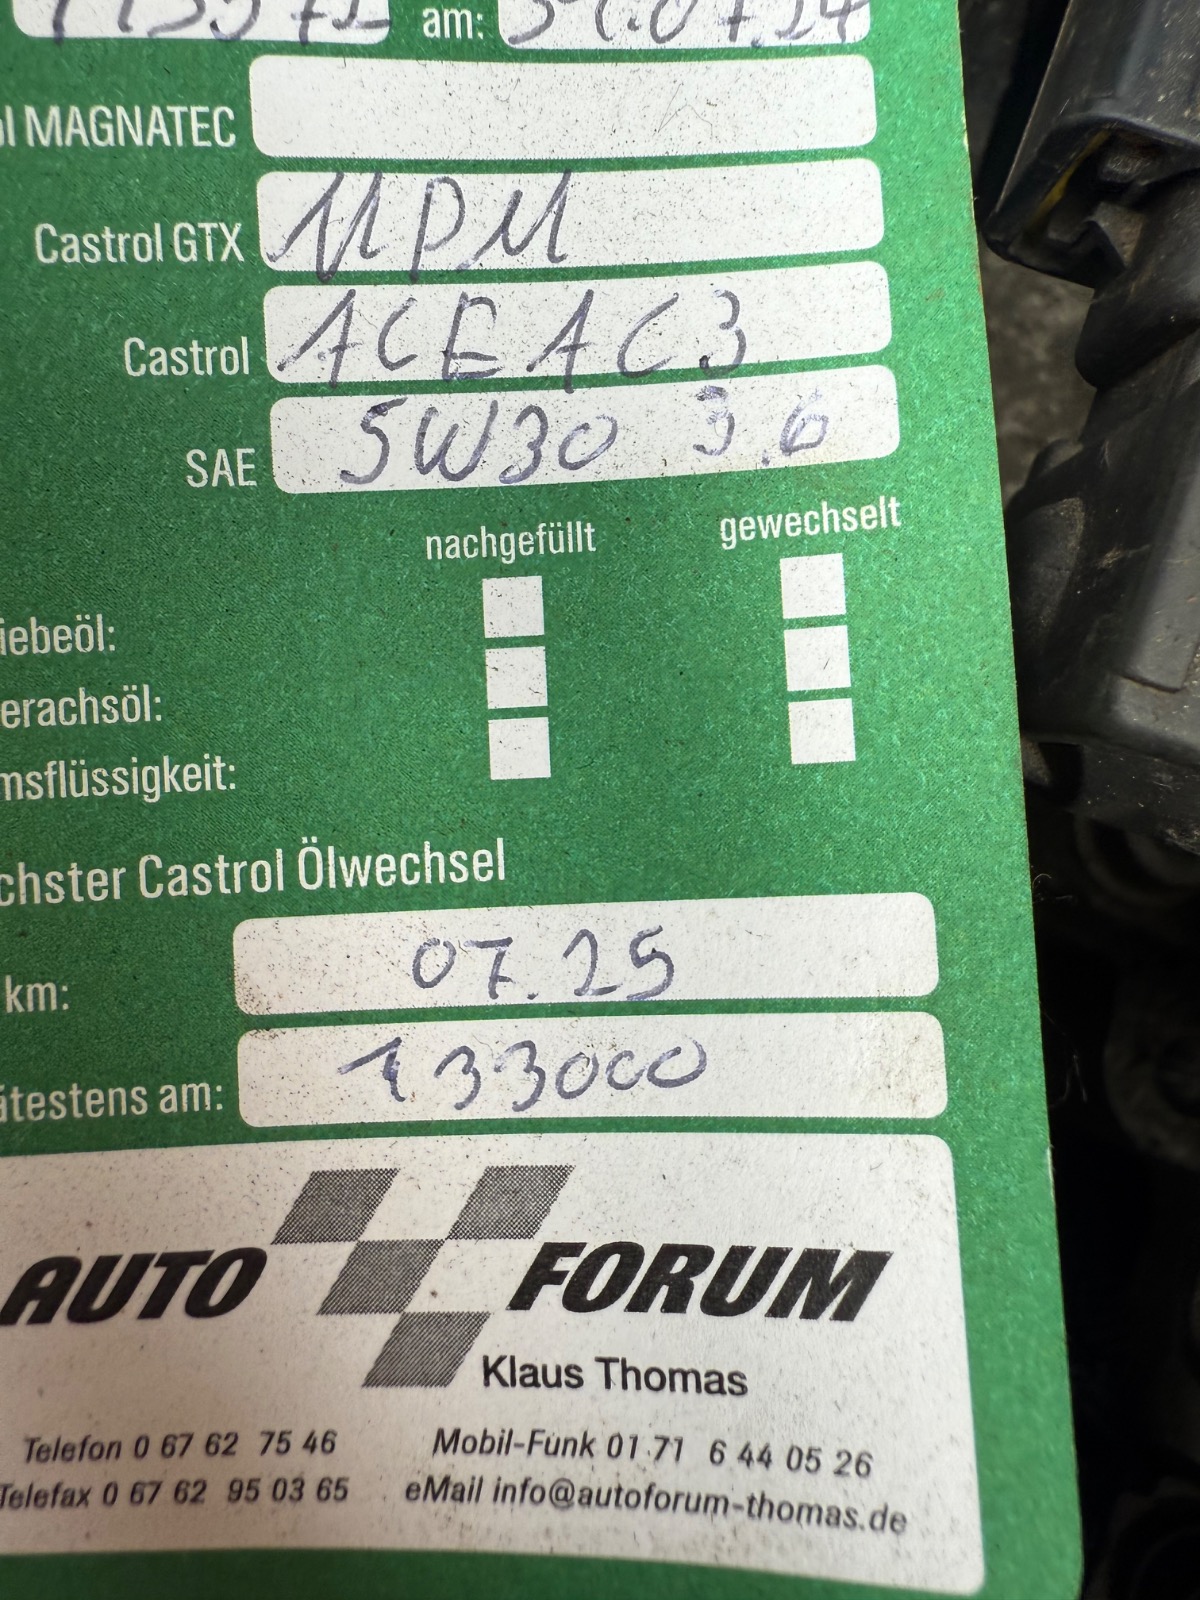 am:
ol MAGNATEC
Castrol GTX MPM
Castrol ACEA C3
SAE 5W30 3.6
nachgefüllt gewechselt
iebeöl:
erachsöl:
msflüssigkeit:
chster Castrol Ölwechsel
km: 07.25
ätestens am: 133000
AUTO FORUM
Klaus Thomas
Telefon 0 67 62 75 46 Mobil-Funk 01 71 6 44 05 26
Telefax 0 67 62 95 03 65 eMail info@autoforum-thomas.de